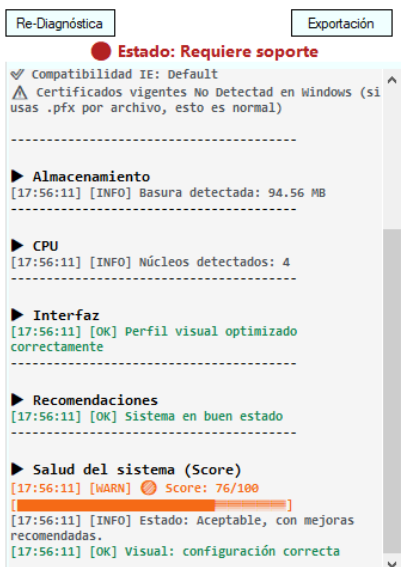 Re-Diagnóstica
Exportación
Estado: Requiere soporte
Compatibilidad IE: Default
Certificados vigentes No Detectad en Windows (si
usas .pfx por archivo, esto es normal)
----------------------------------------
▶ Almacenamiento
[17:56:11] [INFO] Basura detectada: 94.56 MB
----------------------------------------
▶ CPU
[17:56:11] [INFO] Núcleos detectados: 4
----------------------------------------
▶ Interfaz
[17:56:11] [OK] Perfil visual optimizado
correctamente
----------------------------------------
▶ Recomendaciones
[17:56:11] [OK] Sistema en buen estado
----------------------------------------
▶ Salud del sistema (Score)
[17:56:11] [WARN] Score: 76/100
[17:56:11] [INFO] Estado: Aceptable, con mejoras
recomendadas.
[17:56:11] [OK] Visual: configuración correcta